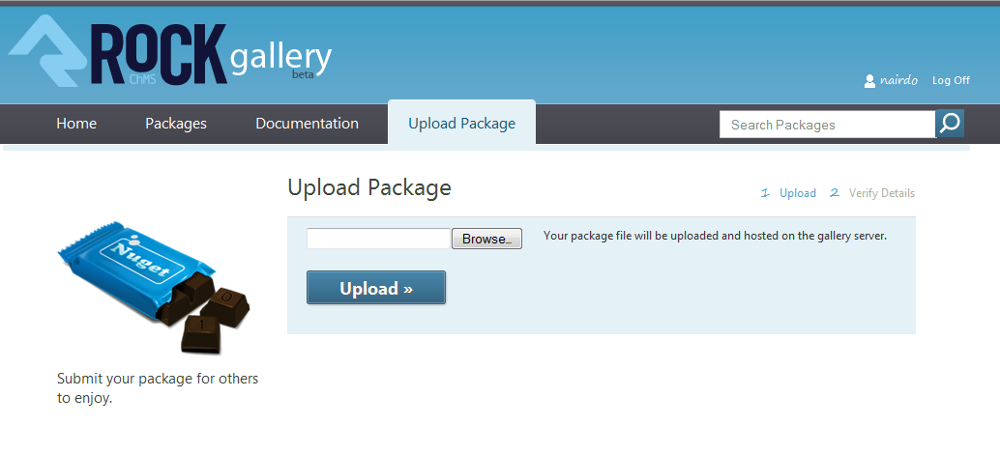 ROCK gallery
ChMS
beta
nairdo Log Off
Home Packages Documentation Upload Package Search Packages
Upload Package
1 Upload 2 Verify Details
Browse...
Your package file will be uploaded and hosted on the gallery server.
Upload »
Nuget
0
1
Submit your package for others
to enjoy.